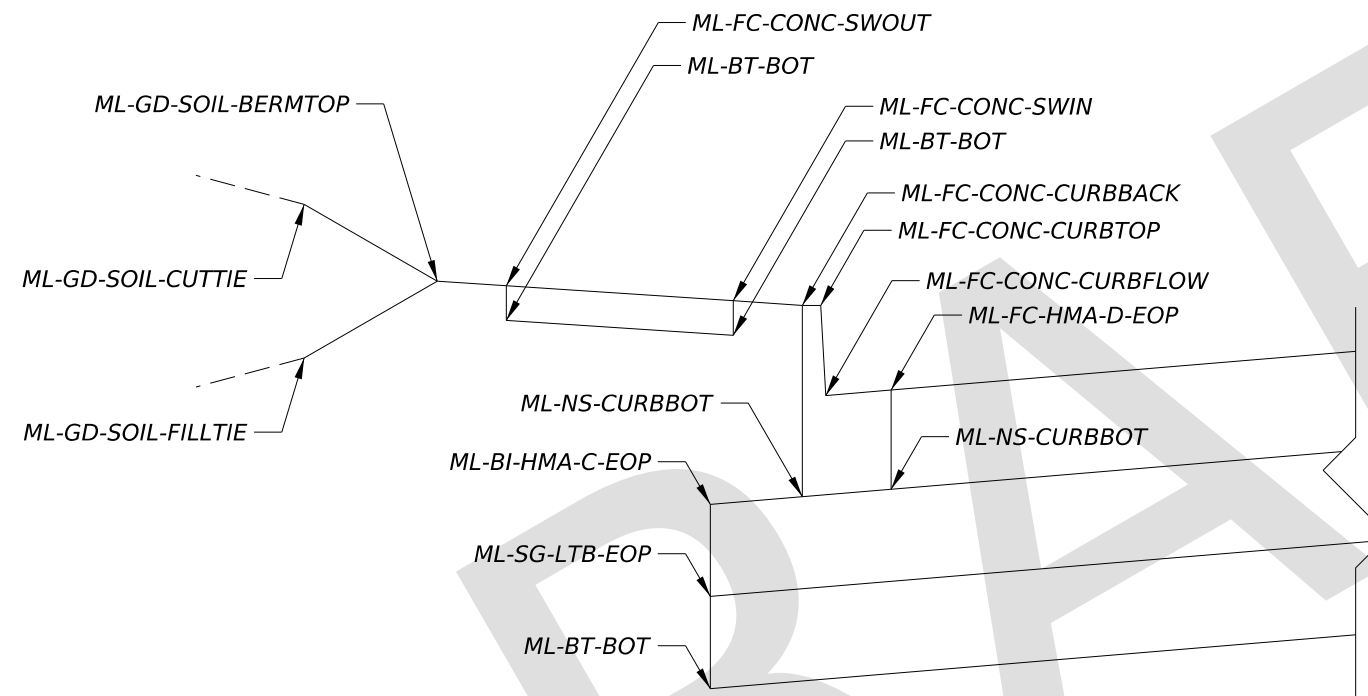 ML-FC-CONC-SWOUT
ML-BT-BOT
ML-GD-SOIL-BERMTOP
ML-FC-CONC-SWIN
ML-BT-BOT
ML-FC-CONC-CURBBACK
ML-FC-CONC-CURBTOP
ML-GD-SOIL-CUTTIE
ML-FC-CONC-CURBFLOW
ML-FC-HMA-D-EOP
ML-NS-CURBBOT
ML-GD-SOIL-FILLTIE
ML-NS-CURBBOT
ML-BI-HMA-C-EOP
ML-SG-LTB-EOP
ML-BT-BOT